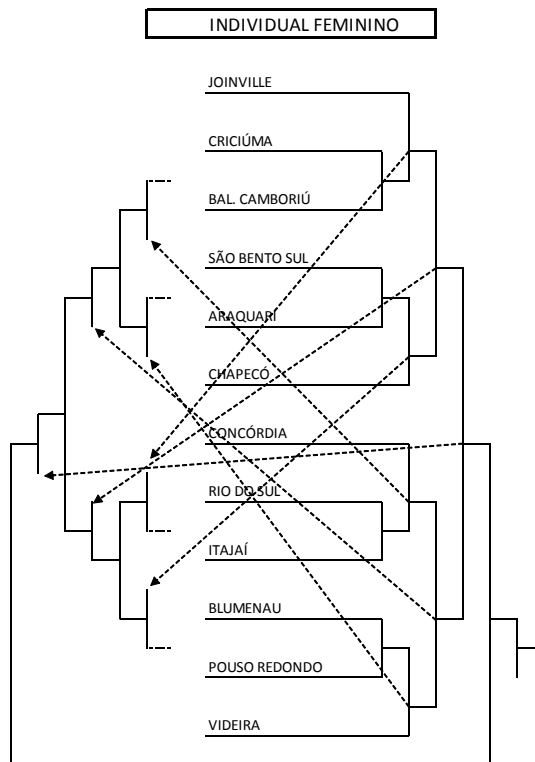 INDIVIDUAL FEMININO
JOINVILLE
CRICIÚMA
BAL. CAMBORIÚ
SÃO BENTO SUL
ARAQUARI
CHAPECÓ
CONCÓRDIA
RIO DO SUL
ITAJAÍ
BLUMENAU
POUSO REDONDO
VIDEIRA